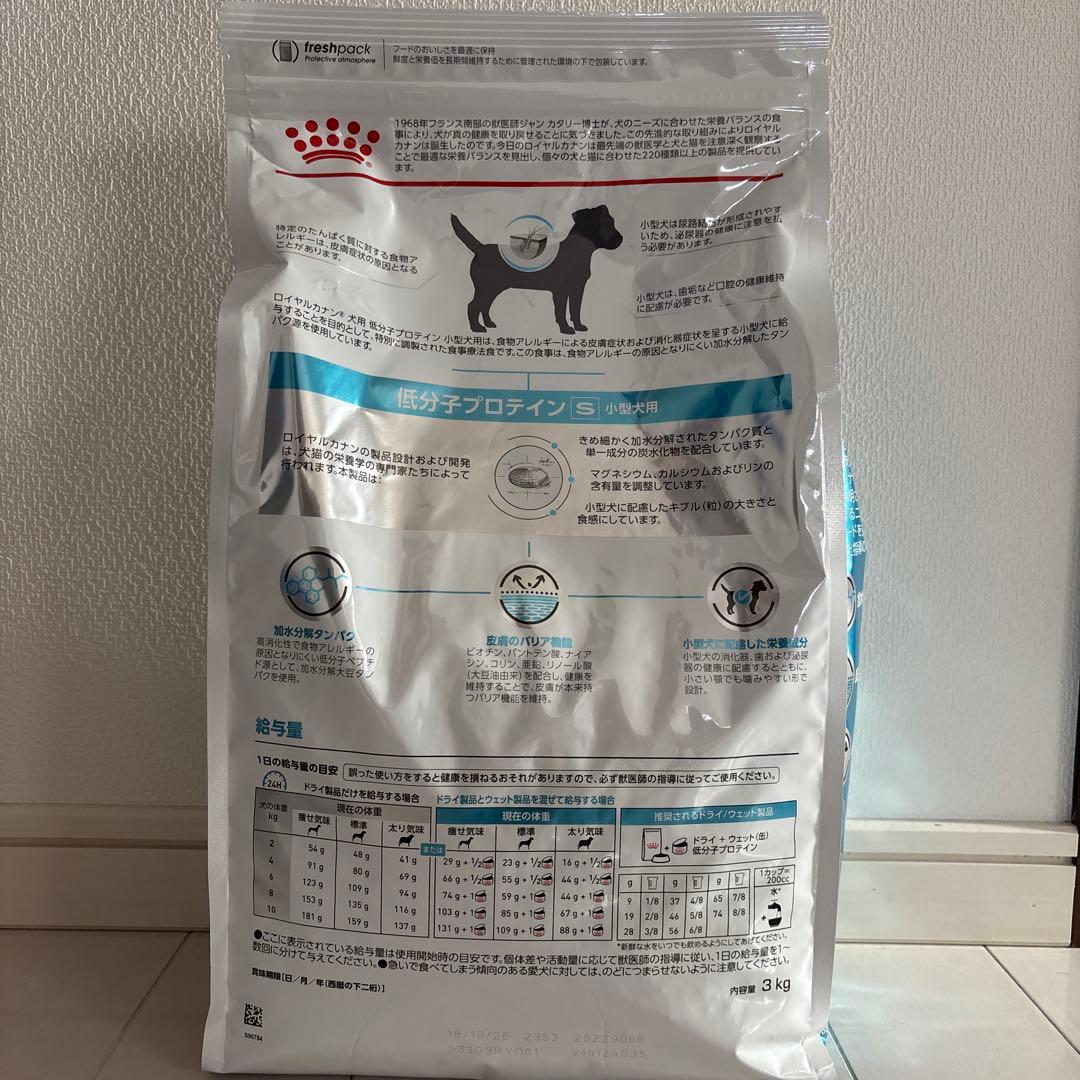 freshpack
Protective atmosphere
フードのおいしさを最適に保持
鮮度と栄養価を長期間維持するために管理された環境の下で包装しています。
1968年フランス南部の獣医師ジャン カタリー博士が、犬のニーズに合わせた栄養バランスの食
事により、犬が真の健康を取り戻せることに気づきました。この先進的な取り組みによりロイヤル
カナンは誕生したのです。今日のロイヤルカナンは最先端の獣医学と犬と猫を注意深く観察する
ことで最適な栄養バランスを見出し、個々の犬と猫に合わせた220種類以上の製品を提供してい
ます。
特定のたんぱく質に対する食物ア
レルギーは、皮膚症状の原因となる
ことがあります。
小型犬は尿路結石が形成されやす
いため、泌尿器の健康に注意を払
う必要があります。
小型犬は、歯垢など口腔の健康維持
に配慮が必要です。
ロイヤルカナン® 犬用 低分子プロテイン 小型犬用は、食物アレルギーによる皮膚症状および消化器症状を呈する小型犬に給
与することを目的として、特別に調製された食事療法食です。この食事は、食物アレルギーの原因となりにくい加水分解したタン
パク源を使用しています。
低分子プロテイン S 小型犬用
ロイヤルカナンの製品設計および開発
は、犬猫の栄養学の専門家たちによって
行われます。本製品は:
きめ細かく加水分解されたタンパク質と
単一成分の炭水化物を配合しています。
マグネシウム、カルシウムおよびリンの
含有量を調整しています。
小型犬に配慮したキブル(粒)の大きさと
食感にしています。
加水分解タンパク
高消化性で食物アレルギーの
原因となりにくい低分子ペプチ
ド源として、加水分解大豆タン
パクを使用。
皮膚のバリア機能
ビオチン、パントテン酸、ナイア
シン、コリン、亜鉛、リノール酸
(大豆油由来)を配合し、健康を
維持することで、皮膚が本来持
つバリア機能を維持。
小型犬に配慮した栄養成分
小型犬の消化器、歯および泌尿
器の健康に配慮するとともに、
小さい顎でも噛みやすい形で
設計。
給与量
1日の給与量の目安 誤った使い方をすると健康を損ねるおそれがありますので、必ず獣医師の指導に従ってご使用ください。
24H
ドライ製品だけを給与する場合
犬の体重 kg
現在の体重
痩せ気味 標準 太り気味
2 54 g 48 g 41 g
4 91 g 80 g 69 g
6 123 g 109 g 94 g
8 153 g 135 g 116 g
10 181 g 159 g 137 g
または
ドライ製品とウェット製品を混ぜて給与する場合
現在の体重
痩せ気味 標準 太り気味
29 g + 1/2 23 g + 1/2 16 g + 1/2
66 g + 1/2 55 g + 1/2 44 g + 1/2
74 g + 1 59 g + 1 44 g + 1
103 g + 1 85 g + 1 67 g + 1
131 g + 1 109 g + 1 88 g + 1
推奨されるドライ/ウェット製品
ドライ + ウェット(缶)
低分子プロテイン
g g g
9 1/8 37 4/8 65 7/8
19 2/8 46 5/8 74 8/8
28 3/8 56 6/8
1カップ=
200cc
水*
*新鮮な水をいつでも飲めるようにしてあげてください。
●ここに表示されている給与量は使用開始時の目安です。個体差や活動量に応じて獣医師の指導に従い、1日の給与量を1～
数回に分けて与えてください。●急いで食べてしまう傾向のある愛犬に対しては、のどにつまらせないように注意してください。
賞味期限[日/月/年(西暦の下二桁)]
内容量 3 kg
590784
18/10/26 2353 25229006
533G3RYD01 V19124035